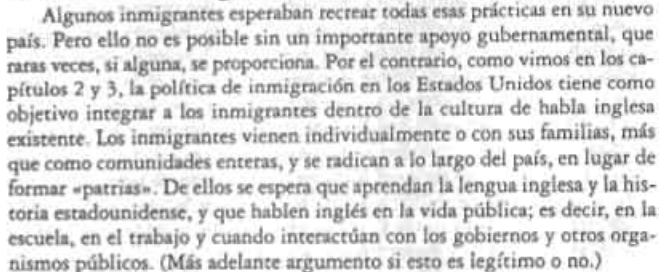 Algunos inmigrantes esperaban recrear todas esas prácticas en su nuevo
país. Pero ello no es posible sin un importante apoyo gubernamental, que
raras veces, si alguna, se proporciona. Por el contrario, como vimos en los ca-
pítulos 2 y 3, la política de inmigración en los Estados Unidos tiene como
objetivo integrar a los inmigrantes dentro de la cultura de habla inglesa
existente. Los inmigrantes vienen individualmente o con sus familias, más
que como comunidades enteras, y se radican a lo largo del país, en lugar de
formar «patrias». De ellos se espera que aprendan la lengua inglesa y la his-
toria estadounidense, y que hablen inglés en la vida pública; es decir, en la
escuela, en el trabajo y cuando interactúan con los gobiernos y otros orga-
nismos públicos. (Más adelante argumento si esto es legítimo o no.)